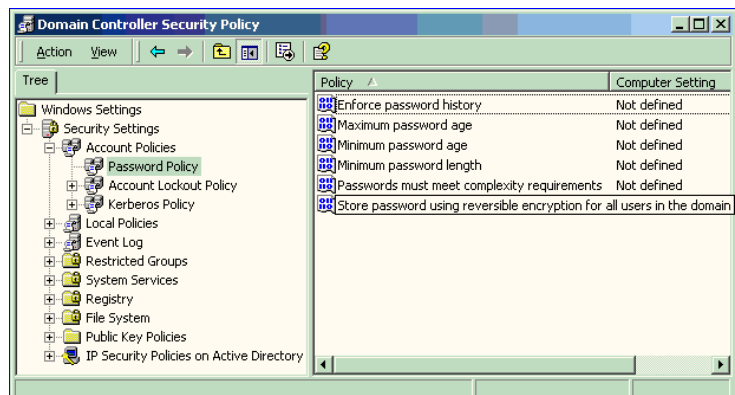 Domain Controller Security Policy
Action View
Tree
Policy Computer Setting
Windows Settings
Security Settings
Account Policies
Password Policy
Account Lockout Policy
Kerberos Policy
Local Policies
Event Log
Restricted Groups
System Services
Registry
File System
Public Key Policies
IP Security Policies on Active Directory
Enforce password history Not defined
Maximum password age Not defined
Minimum password age Not defined
Minimum password length Not defined
Passwords must meet complexity requirements Not defined
Store password using reversible encryption for all users in the domain